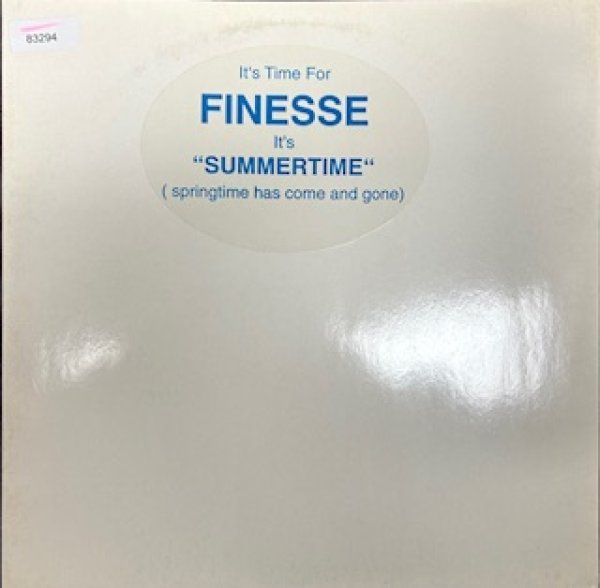 83294
It's Time For
FINESSE
It's
“SUMMERTIME“
( springtime has come and gone)